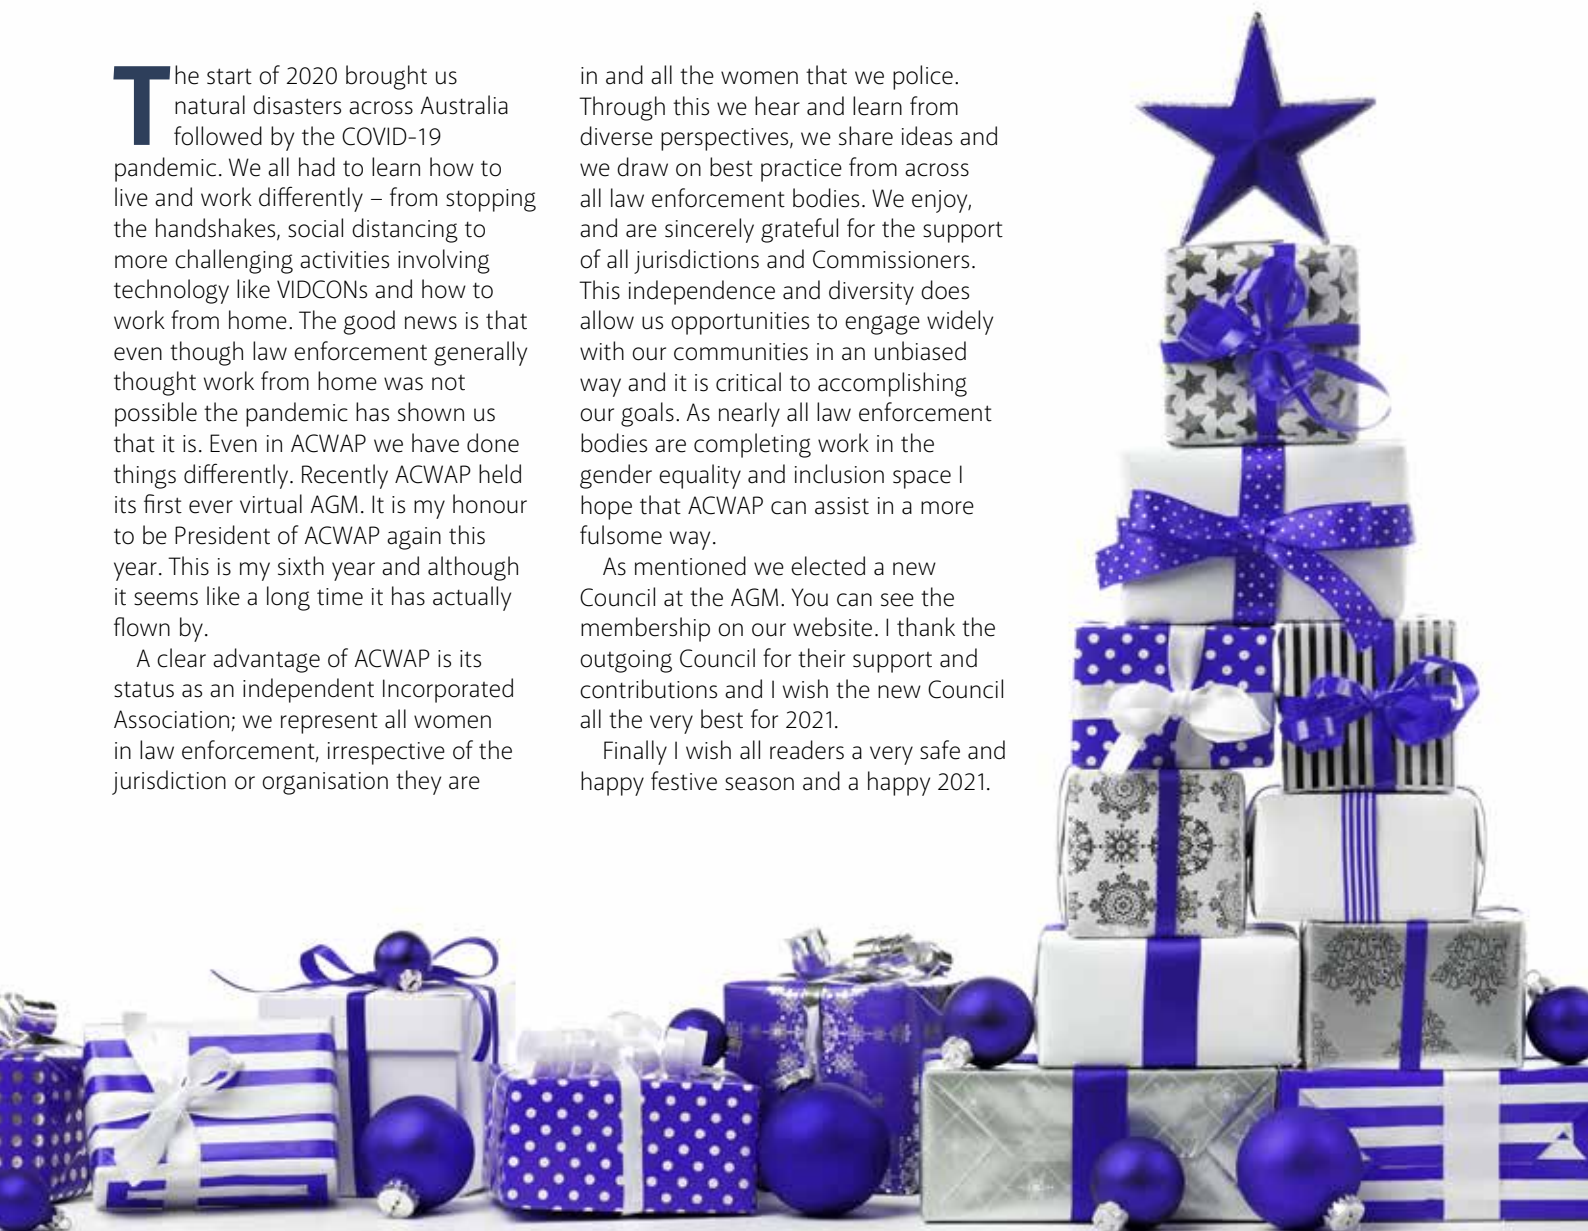 The start of 2020 brought us
natural disasters across Australia
followed by the COVID-19
pandemic. We all had to learn how to
live and work differently – from stopping
the handshakes, social distancing to
more challenging activities involving
technology like VIDCONs and how to
work from home. The good news is that
even though law enforcement generally
thought work from home was not
possible the pandemic has shown us
that it is. Even in ACWAP we have done
things differently. Recently ACWAP held
its first ever virtual AGM. It is my honour
to be President of ACWAP again this
year. This is my sixth year and although
it seems like a long time it has actually
flown by.
A clear advantage of ACWAP is its
status as an independent Incorporated
Association; we represent all women
in law enforcement, irrespective of the
jurisdiction or organisation they are
in and all the women that we police.
Through this we hear and learn from
diverse perspectives, we share ideas and
we draw on best practice from across
all law enforcement bodies. We enjoy,
and are sincerely grateful for the support
of all jurisdictions and Commissioners.
This independence and diversity does
allow us opportunities to engage widely
with our communities in an unbiased
way and it is critical to accomplishing
our goals. As nearly all law enforcement
bodies are completing work in the
gender equality and inclusion space I
hope that ACWAP can assist in a more
fulsome way.
As mentioned we elected a new
Council at the AGM. You can see the
membership on our website. I thank the
outgoing Council for their support and
contributions and I wish the new Council
all the very best for 2021.
Finally I wish all readers a very safe and
happy festive season and a happy 2021.